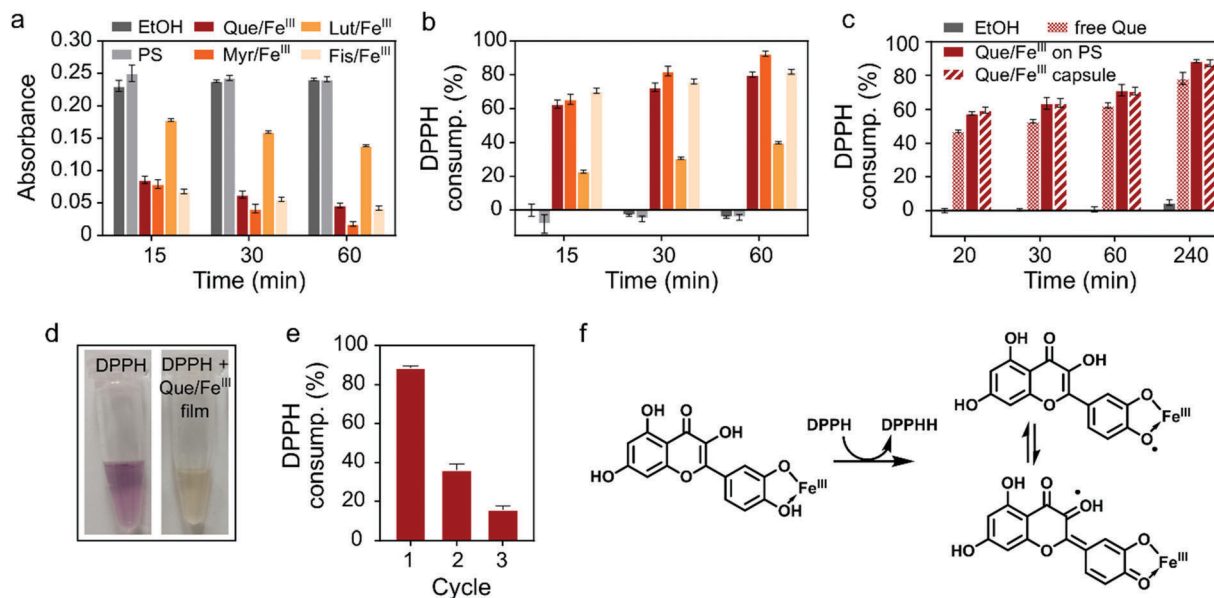 a
EtOH Que/Fe^III Lut/Fe^III
PS Myr/Fe^III Fis/Fe^III
0.30
0.25
0.20
0.15
0.10
0.05
0
Absorbance
15 30 60
Time (min)
b
100
80
60
40
20
0
DPPH
consump. (%)
15 30 60
Time (min)
c
EtOH free Que
Que/Fe^III on PS
Que/Fe^III capsule
100
80
60
40
20
0
DPPH
consump. (%)
20 30 60 240
Time (min)
d
DPPH
DPPH +
Que/Fe^III
film
e
100
80
60
40
20
0
DPPH
consump. (%)
1 2 3
Cycle
f
OH O
OH
HO O
O
Fe^III
OH
DPPH DPPHH
OH O
OH
HO O
O
Fe^III
O•
OH O •
OH
HO O
O
Fe^III
O